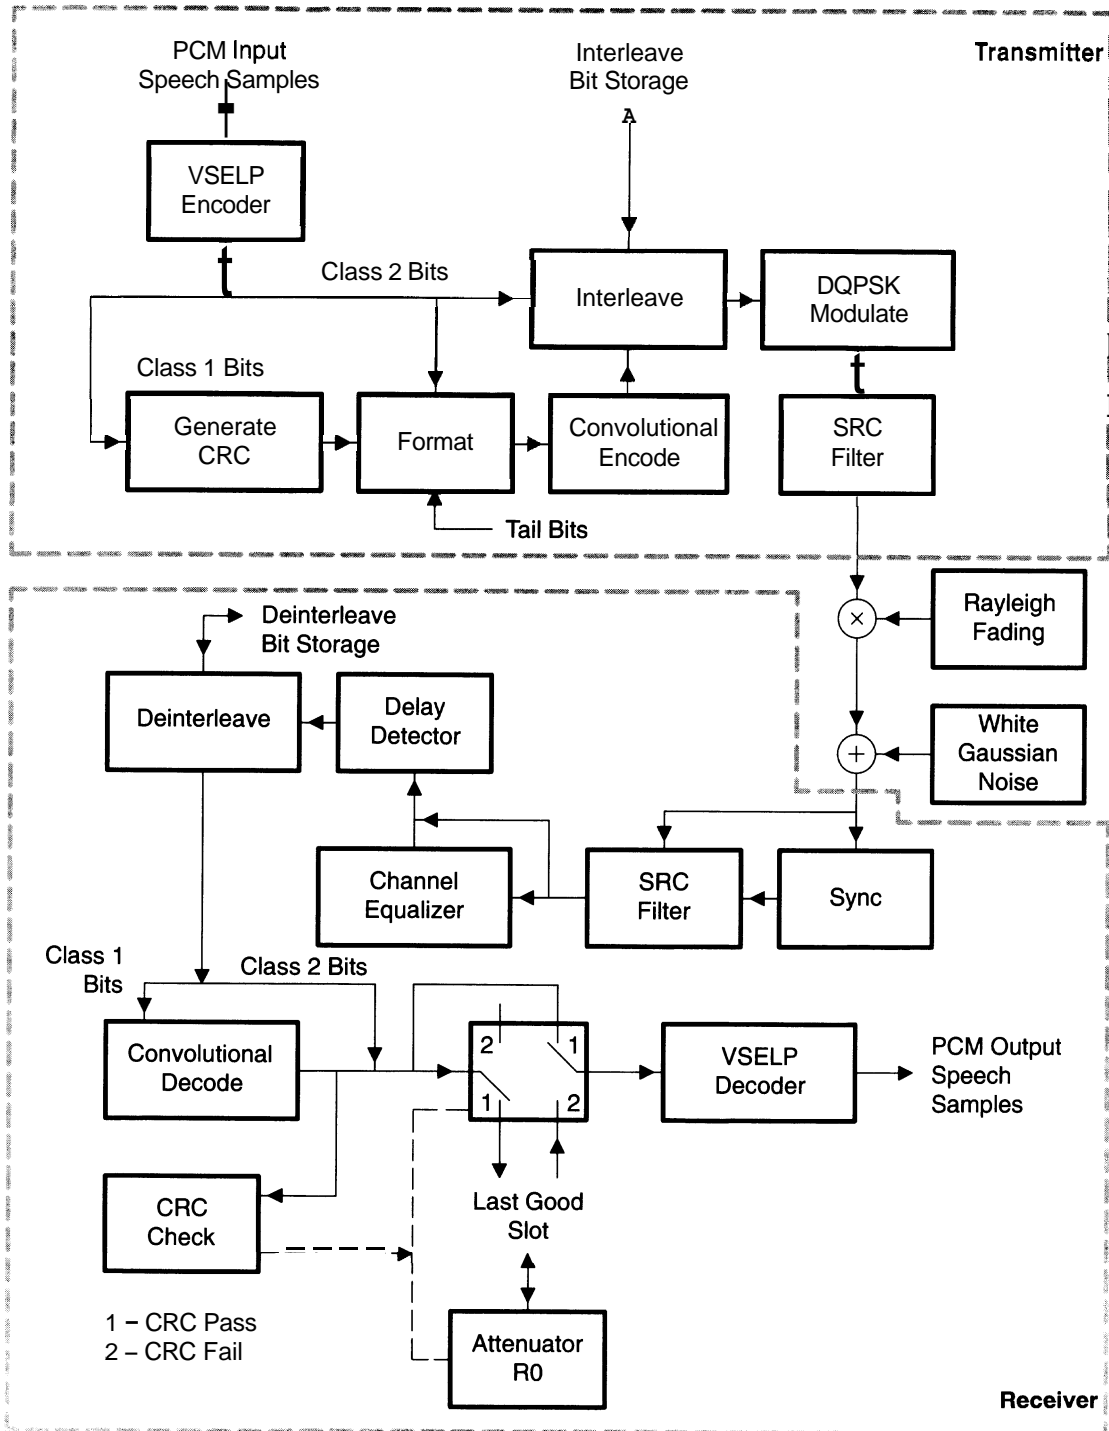 PCM Input
Speech Samples
Interleave
Bit Storage
Transmitter
A
VSELP
Encoder
t
Class 2 Bits
Interleave
DQPSK
Modulate
t
Class 1 Bits
Generate
CRC
Format
Convolutional
Encode
SRC
Filter
Tail Bits
×
Rayleigh
Fading
Deinterleave
Bit Storage
Deinterleave
Delay
Detector
+
White
Gaussian
Noise
Channel
Equalizer
SRC
Filter
Sync
Class 1
Bits
Class 2 Bits
Convolutional
Decode
2
1
1
2
VSELP
Decoder
PCM Output
Speech
Samples
CRC
Check
Last Good
Slot
1 – CRC Pass
2 – CRC Fail
Attenuator
R0
Receiver